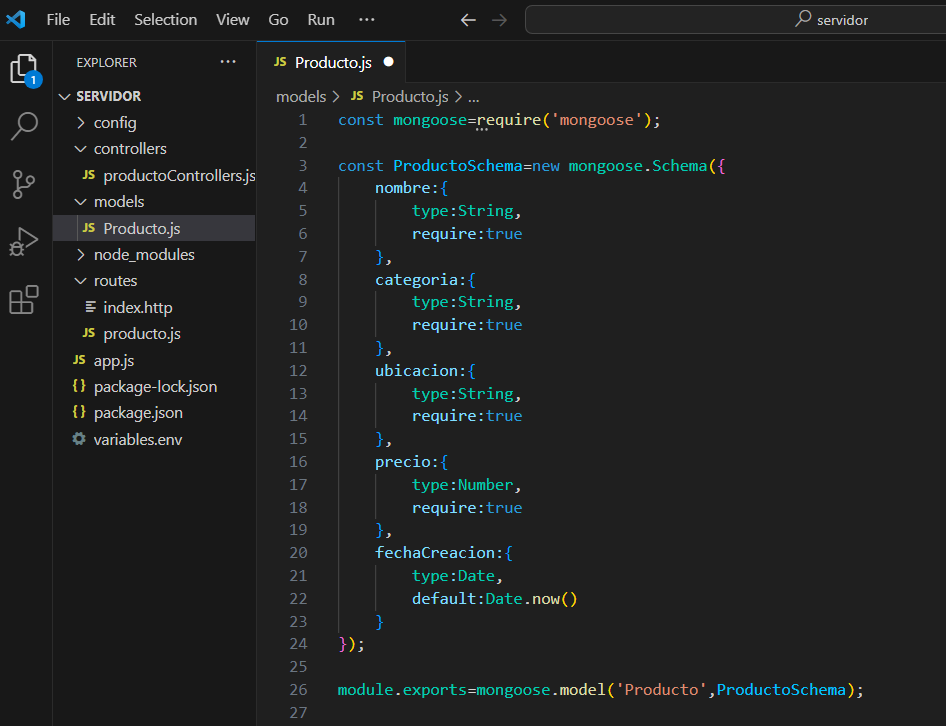 File Edit Selection View Go Run ...
servidor
EXPLORER ...
1
SERVIDOR
config
controllers
JS productoControllers.js
models
JS Producto.js
node_modules
routes
index.http
JS producto.js
JS app.js
{} package-lock.json
{} package.json
variables.env
JS Producto.js
models > JS Producto.js > ...
1 const mongoose=require('mongoose');
2
3 const ProductoSchema=new mongoose.Schema({
4 nombre:{
5 type:String,
6 require:true
7 },
8 categoria:{
9 type:String,
10 require:true
11 },
12 ubicacion:{
13 type:String,
14 require:true
15 },
16 precio:{
17 type:Number,
18 require:true
19 },
20 fechaCreacion:{
21 type:Date,
22 default:Date.now()
23 }
24 });
25
26 module.exports=mongoose.model('Producto',ProductoSchema);
27